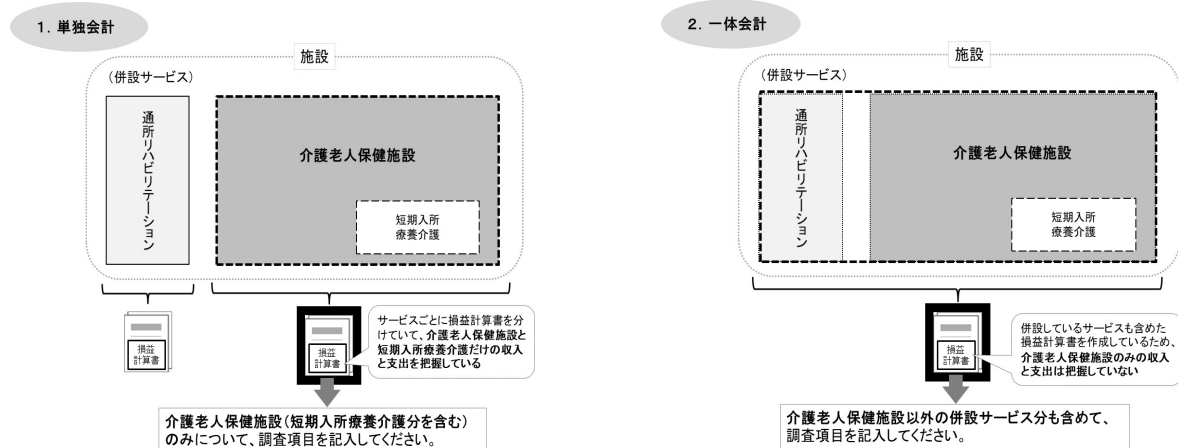 1. 単独会計
施設
(併設サービス)
通所リハビリテーション
介護老人保健施設
短期入所
療養介護
損益
計算書
損益
計算書
サービスごとに損益計算書を分
けていて、介護老人保健施設と
短期入所療養介護だけの収入
と支出を把握している
介護老人保健施設(短期入所療養介護分を含む)
のみについて、調査項目を記入してください。
2. 一体会計
施設
(併設サービス)
通所リハビリテーション
介護老人保健施設
短期入所
療養介護
損益
計算書
併設しているサービスも含めた
損益計算書を作成しているため、
介護老人保健施設のみの収入
と支出は把握していない
介護老人保健施設以外の併設サービス分も含めて、
調査項目を記入してください。